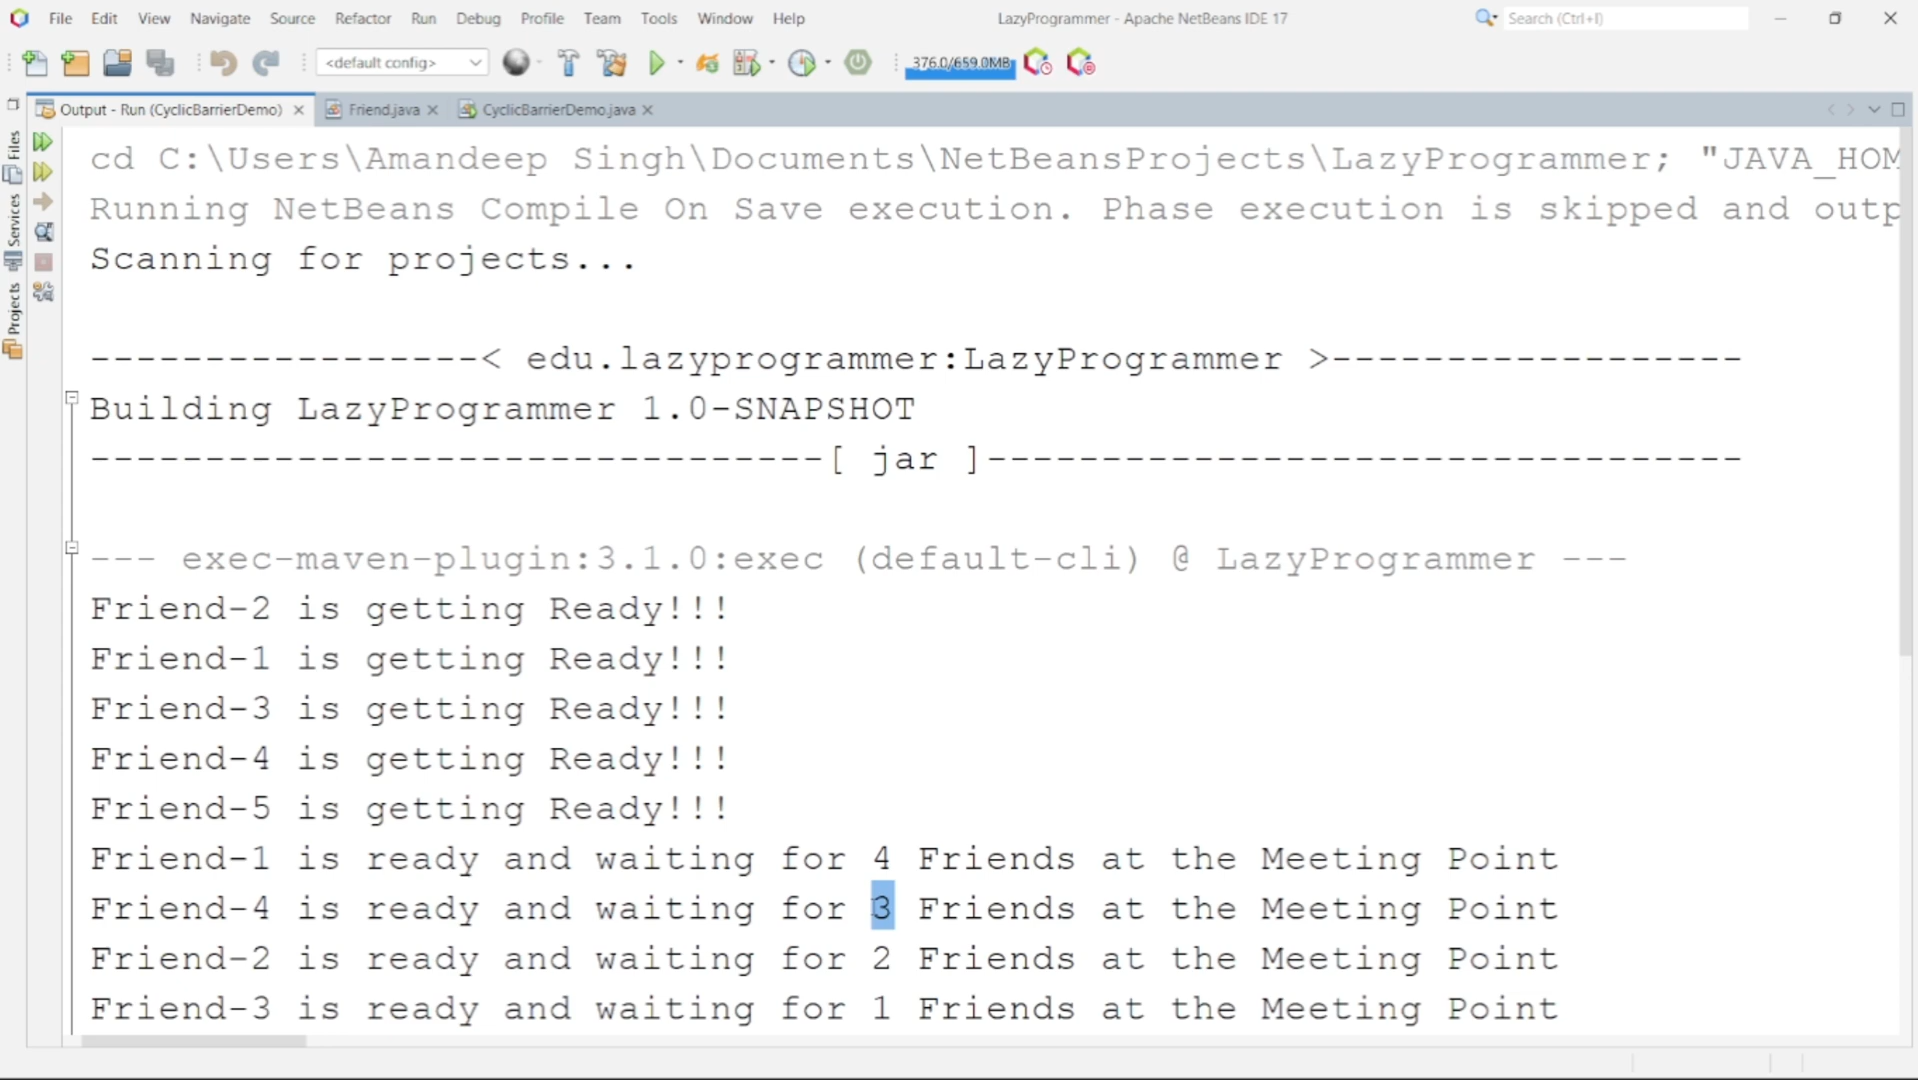 File Edit View Navigate Source Refactor Run Debug Profile Team Tools Window Help
LazyProgrammer - Apache NetBeans IDE 17
Search (Ctrl+I)
<default config>
376.0/659.0MB
Output - Run (CyclicBarrierDemo)
Friend.java
CyclicBarrierDemo.java
Files
Services
Projects
cd C:\Users\Amandeep Singh\Documents\NetBeansProjects\LazyProgrammer; "JAVA_HOM
Running NetBeans Compile On Save execution. Phase execution is skipped and outp
Scanning for projects...
-----------------< edu.lazyprogrammer:LazyProgrammer >------------------
Building LazyProgrammer 1.0-SNAPSHOT
--------------------------------[ jar ]---------------------------------
--- exec-maven-plugin:3.1.0:exec (default-cli) @ LazyProgrammer ---
Friend-2 is getting Ready!!!
Friend-1 is getting Ready!!!
Friend-3 is getting Ready!!!
Friend-4 is getting Ready!!!
Friend-5 is getting Ready!!!
Friend-1 is ready and waiting for 4 Friends at the Meeting Point
Friend-4 is ready and waiting for 3 Friends at the Meeting Point
Friend-2 is ready and waiting for 2 Friends at the Meeting Point
Friend-3 is ready and waiting for 1 Friends at the Meeting Point